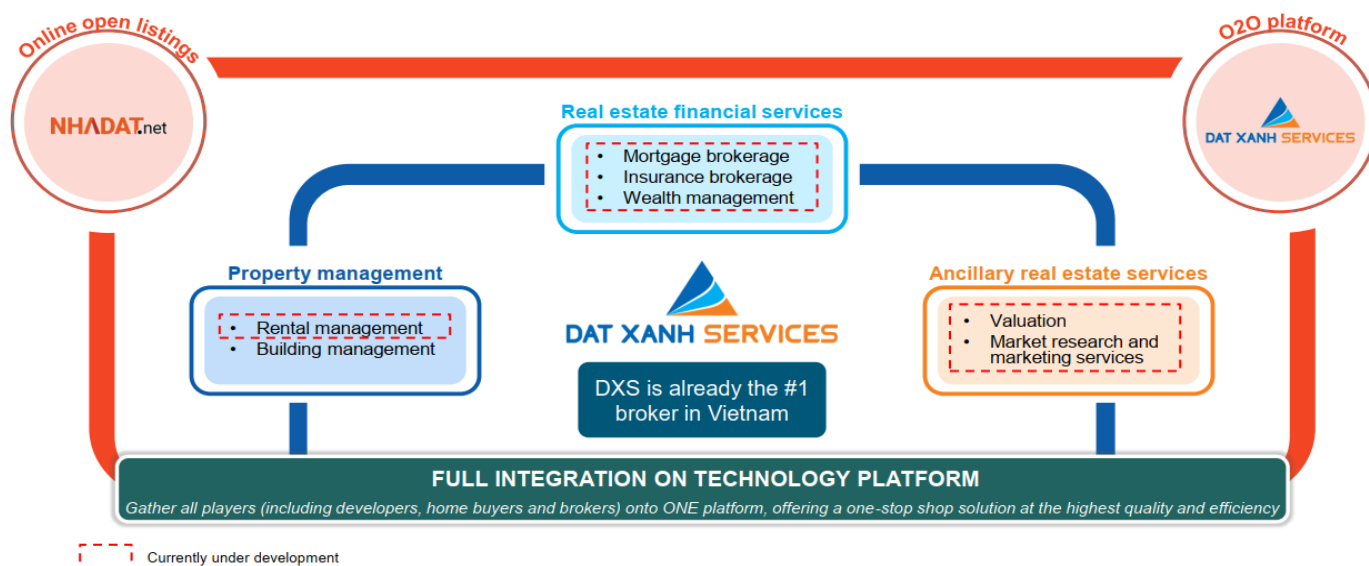 Online open listings
O2O platform
NHADAT.net
DAT XANH SERVICES
Real estate financial services
• Mortgage brokerage
• Insurance brokerage
• Wealth management
Property management
• Rental management
• Building management
DAT XANH SERVICES
DXS is already the #1
broker in Vietnam
Ancillary real estate services
• Valuation
• Market research and
marketing services
FULL INTEGRATION ON TECHNOLOGY PLATFORM
Gather all players (including developers, home buyers and brokers) onto ONE platform, offering a one-stop shop solution at the highest quality and efficiency
Currently under development